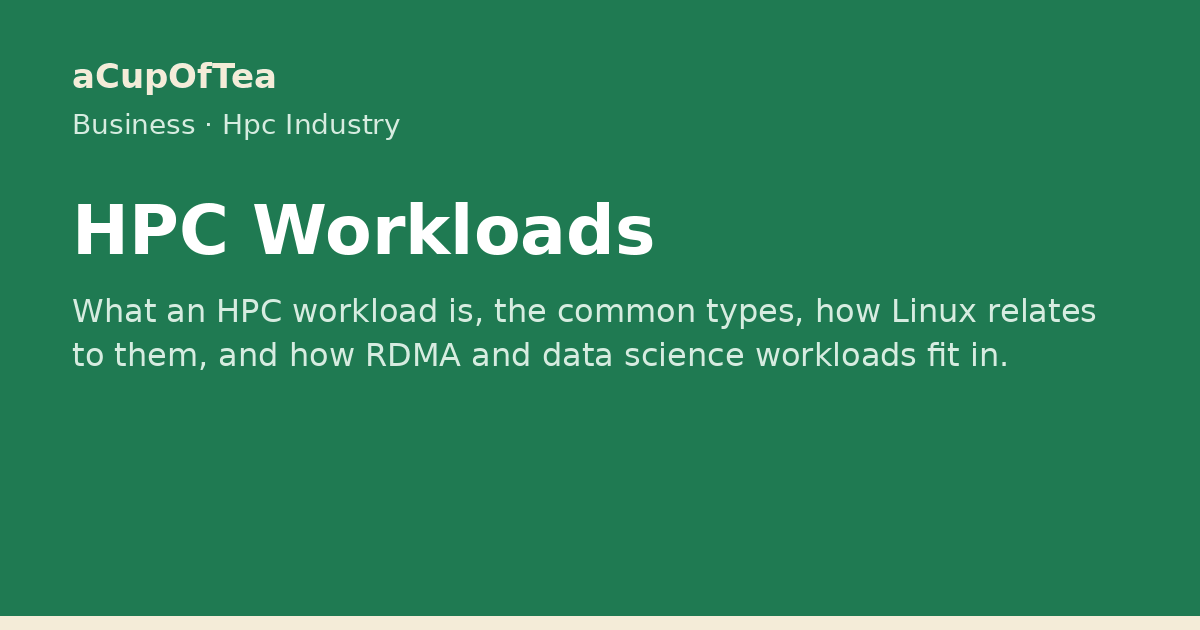 aCupOfTea
Business · Hpc Industry
HPC Workloads
What an HPC workload is, the common types, how Linux relates
to them, and how RDMA and data science workloads fit in.